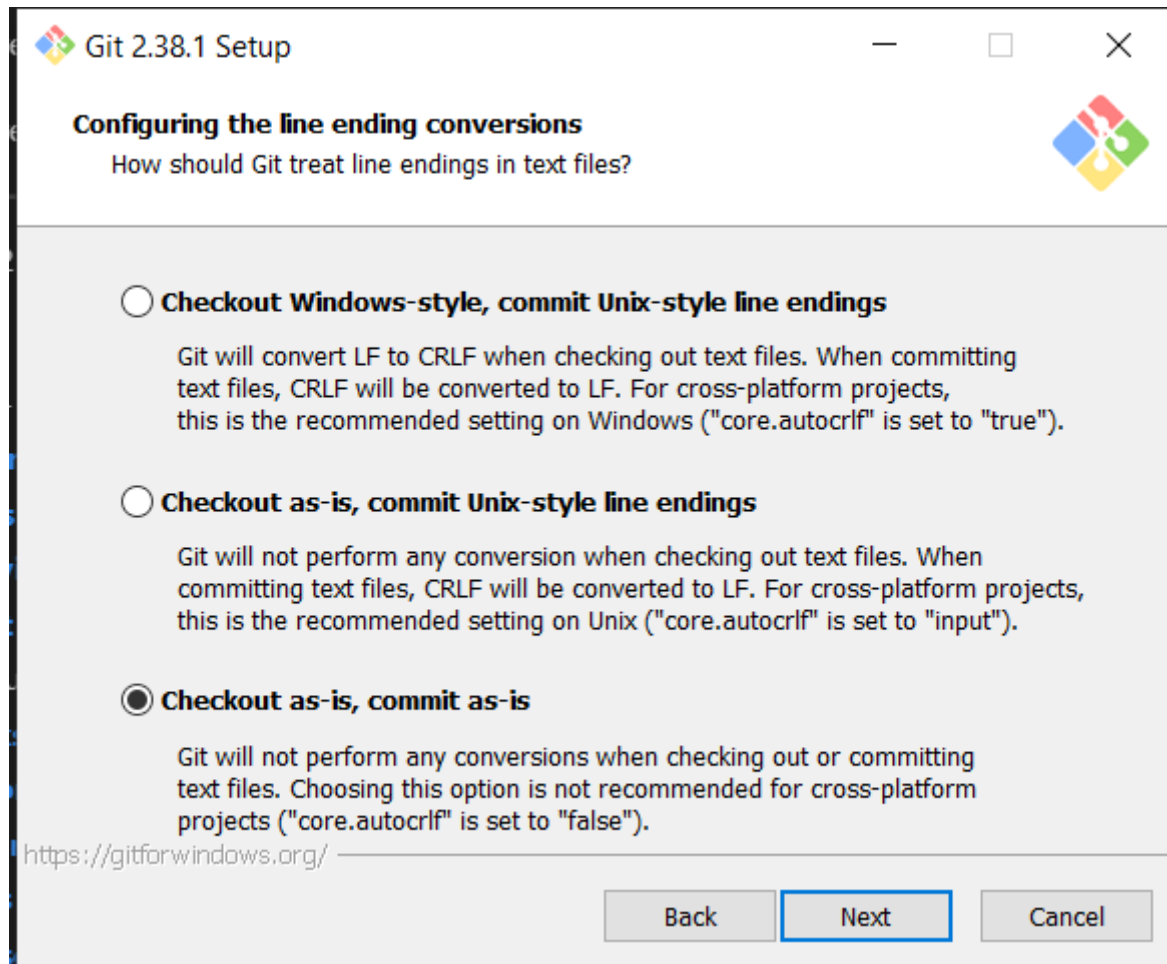 Git 2.38.1 Setup
Configuring the line ending conversions
How should Git treat line endings in text files?
Checkout Windows-style, commit Unix-style line endings
Git will convert LF to CRLF when checking out text files. When committing
text files, CRLF will be converted to LF. For cross-platform projects,
this is the recommended setting on Windows ("core.autocrlf" is set to "true").
Checkout as-is, commit Unix-style line endings
Git will not perform any conversion when checking out text files. When
committing text files, CRLF will be converted to LF. For cross-platform projects,
this is the recommended setting on Unix ("core.autocrlf" is set to "input").
Checkout as-is, commit as-is
Git will not perform any conversions when checking out or committing
text files. Choosing this option is not recommended for cross-platform
projects ("core.autocrlf" is set to "false").
https://gitforwindows.org/
Back Next Cancel